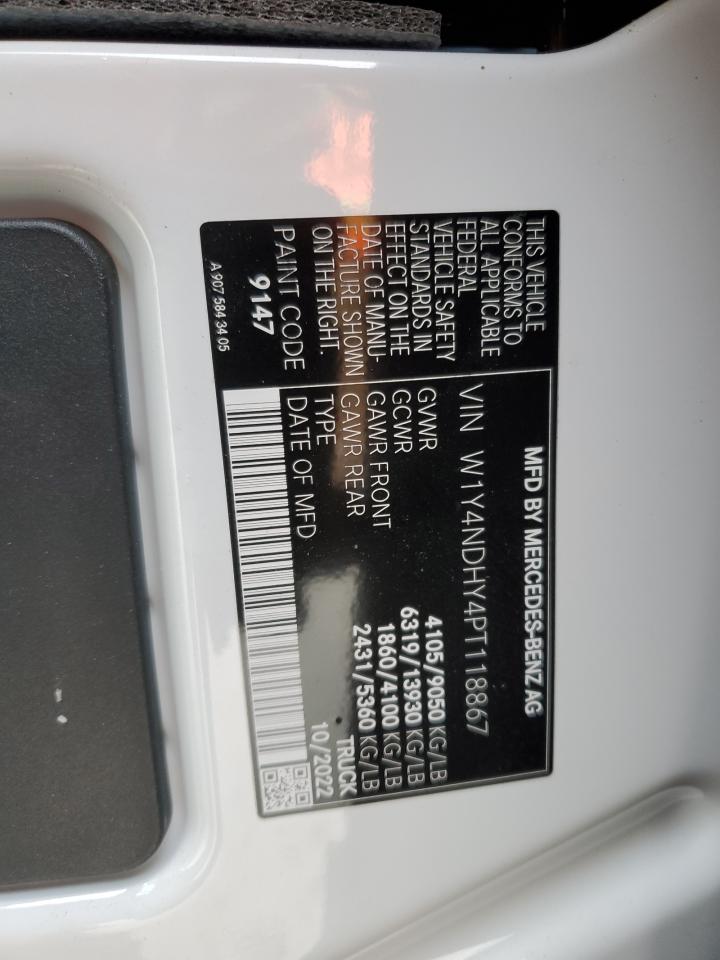 THIS VEHICLE
CONFORMS TO
ALL APPLICABLE
FEDERAL
VEHICLE SAFETY
STANDARDS IN
EFFECT ON THE
DATE OF MANU-
FACTURE SHOWN
ON THE RIGHT.
PAINT CODE
9147
A 907 584 34 05
MFD BY MERCEDES-BENZ AG
VIN W1Y4NDHY4PT118867
GVWR 4105/9050 KG/LB
GCWR 6319/13930 KG/LB
GAWR FRONT 1860/4100 KG/LB
GAWR REAR 2431/5360 KG/LB
TYPE TRUCK
DATE OF MFD 10/2022